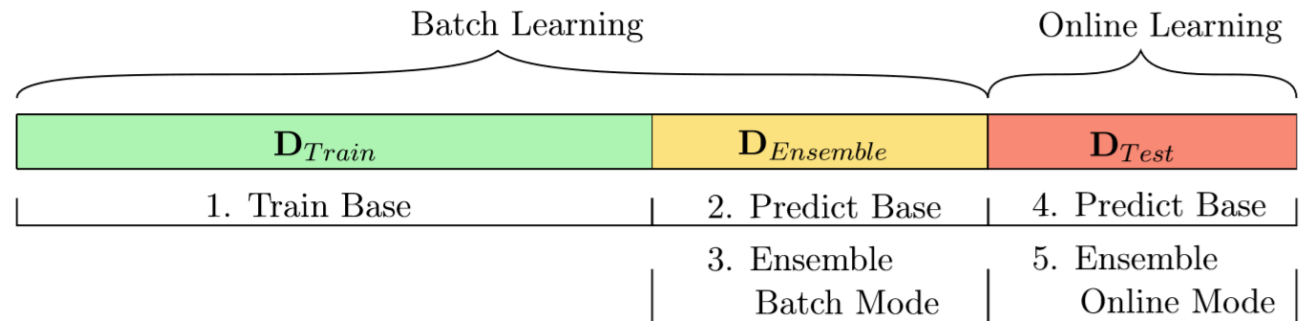 Batch Learning
Online Learning
D_Train
D_Ensemble
D_Test
1. Train Base
2. Predict Base
4. Predict Base
3. Ensemble
Batch Mode
5. Ensemble
Online Mode